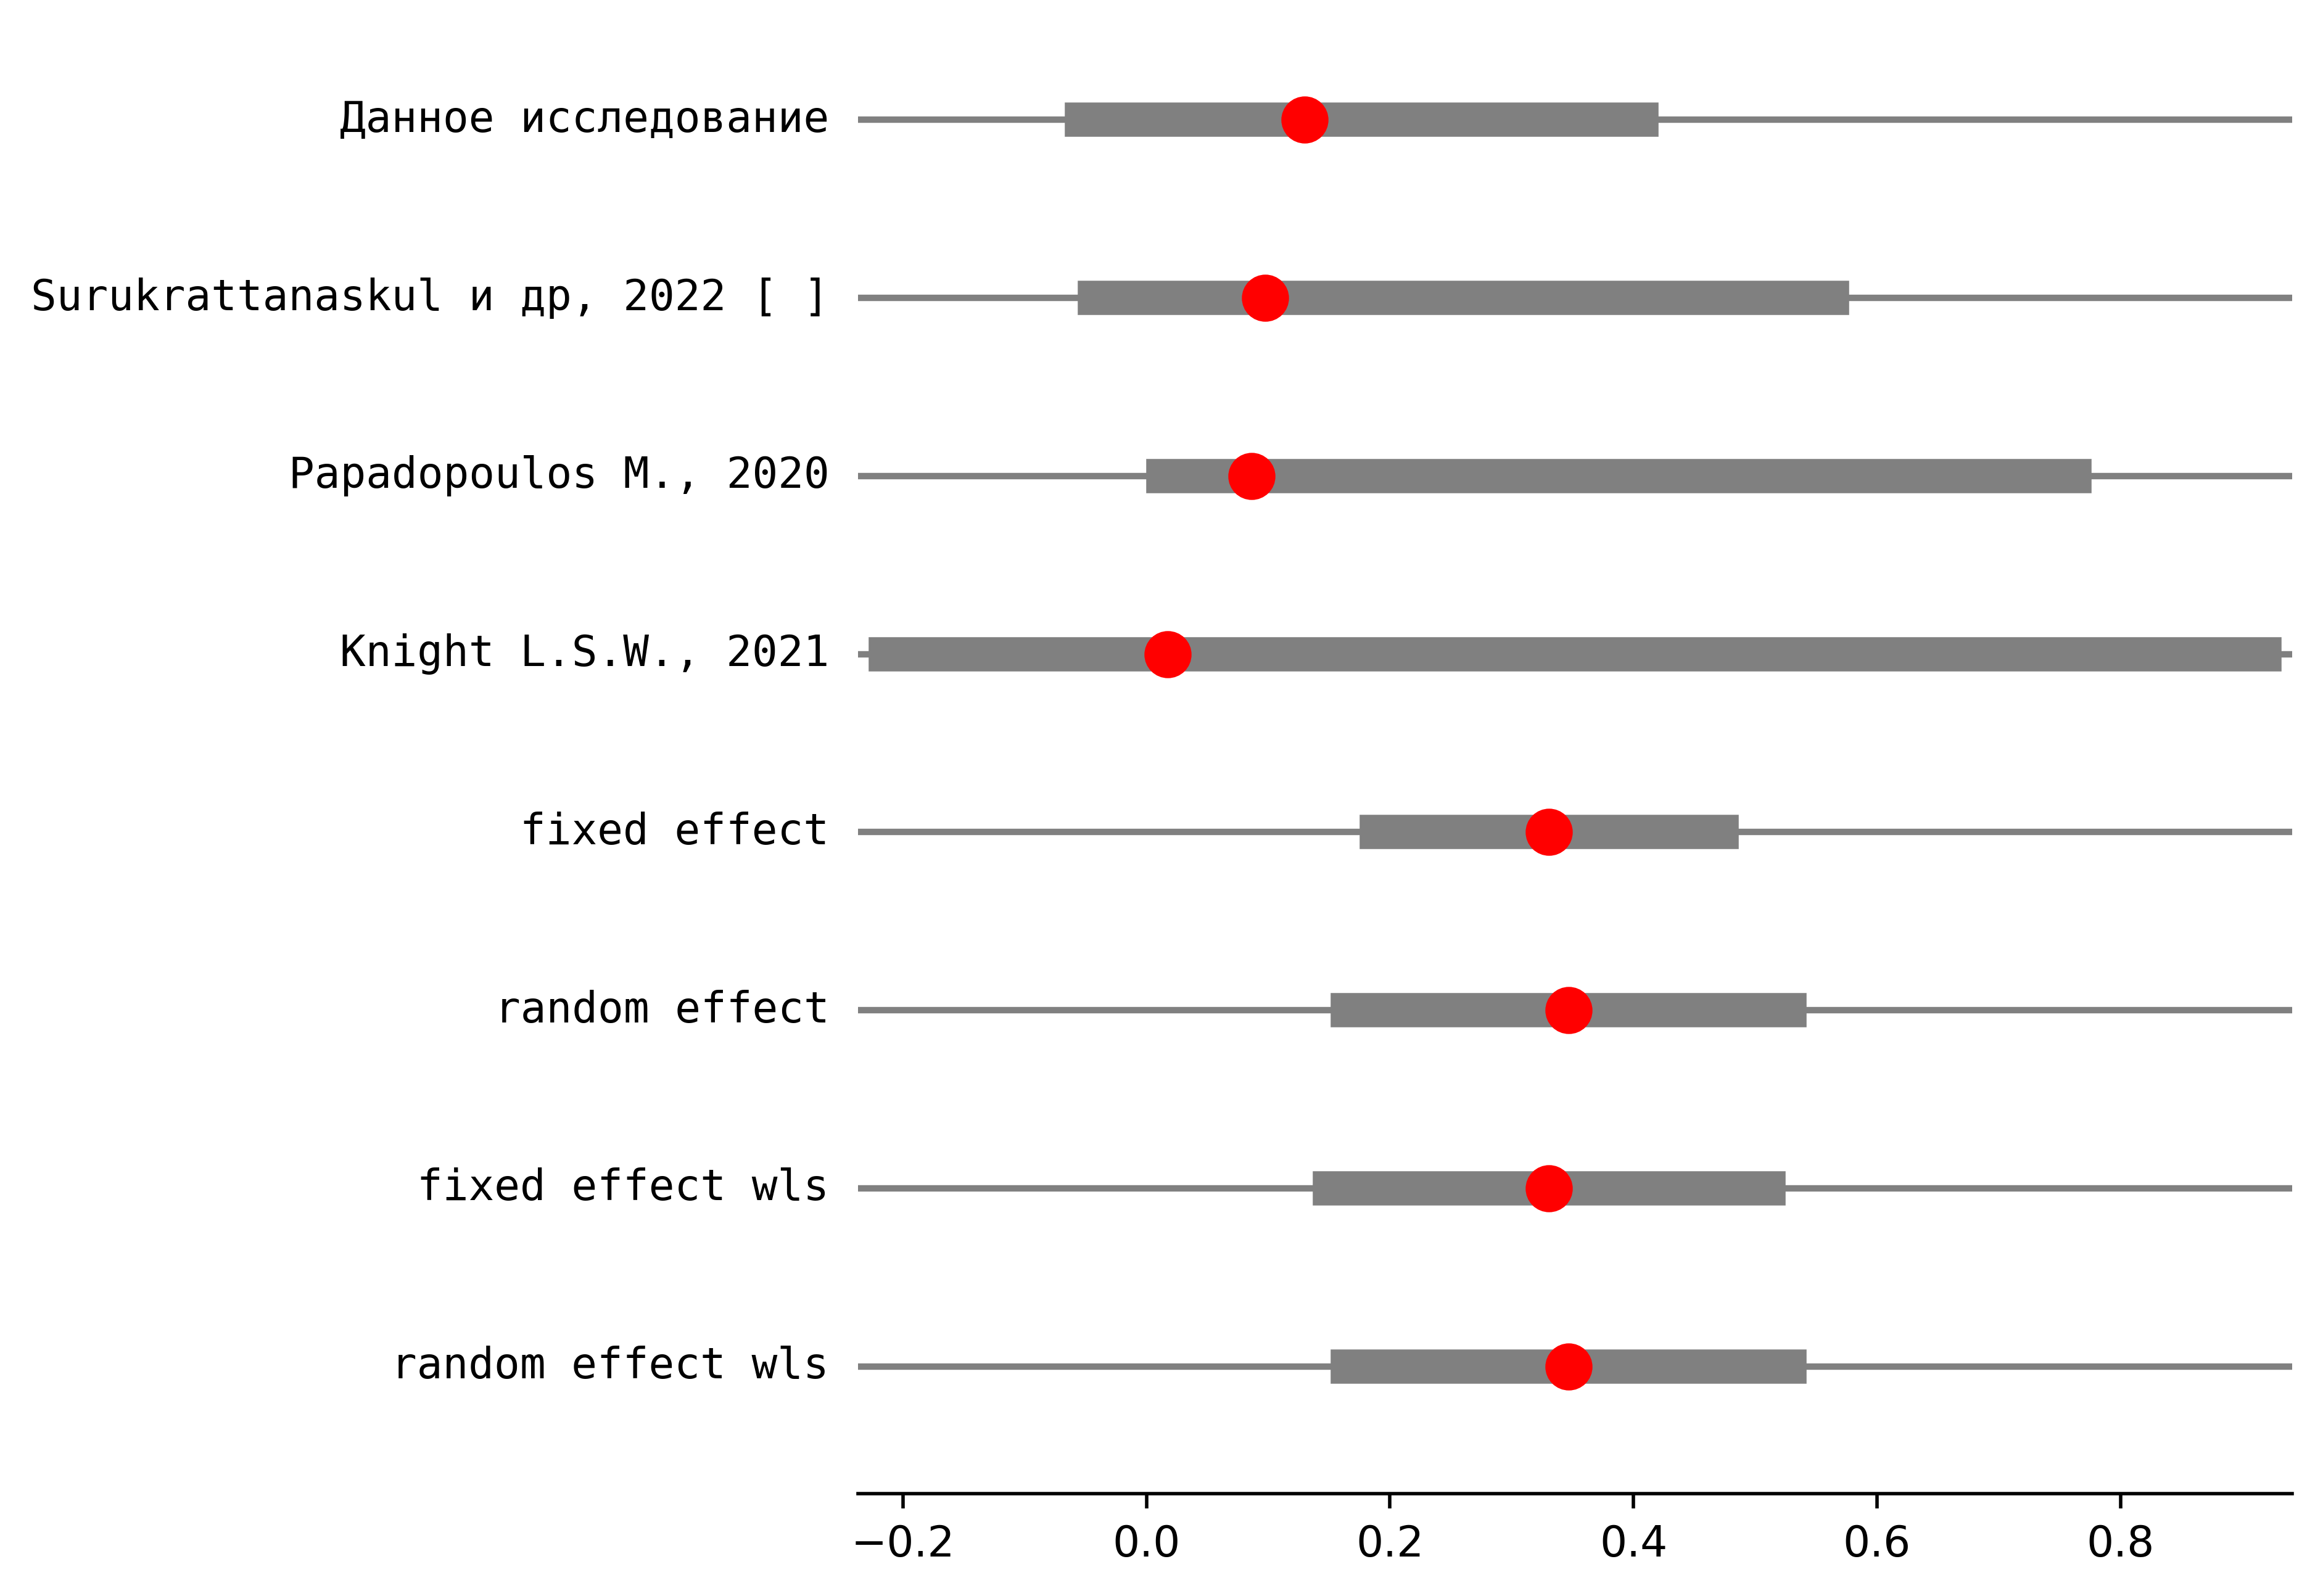 Данное исследование
Surukrattanaskul и др, 2022 [ ]
Papadopoulos M., 2020
Knight L.S.W., 2021
fixed effect
random effect
fixed effect wls
random effect wls
−0.2 0.0 0.2 0.4 0.6 0.8